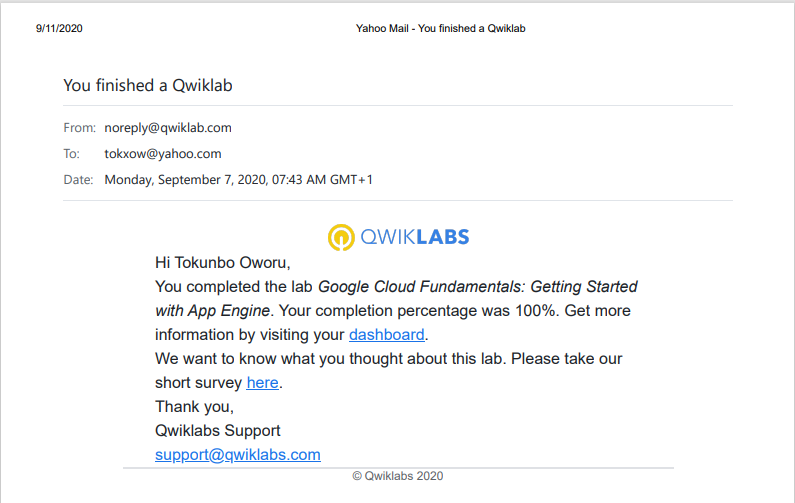 9/11/2020 Yahoo Mail - You finished a Qwiklab
You finished a Qwiklab
From: noreply@qwiklab.com
To: tokxow@yahoo.com
Date: Monday, September 7, 2020, 07:43 AM GMT+1
QWIKLABS
Hi Tokunbo Oworu,
You completed the lab Google Cloud Fundamentals: Getting Started
with App Engine. Your completion percentage was 100%. Get more
information by visiting your dashboard.
We want to know what you thought about this lab. Please take our
short survey here.
Thank you,
Qwiklabs Support
support@qwiklabs.com
© Qwiklabs 2020